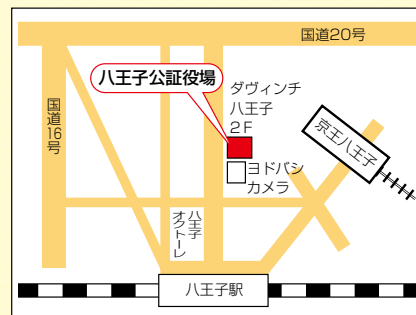 国道20号
八王子公証役場
ダヴィンチ
八王子
2F
国道16号
京王八王子
ヨドバシ
カメラ
八王子
オクトーレ
八王子駅